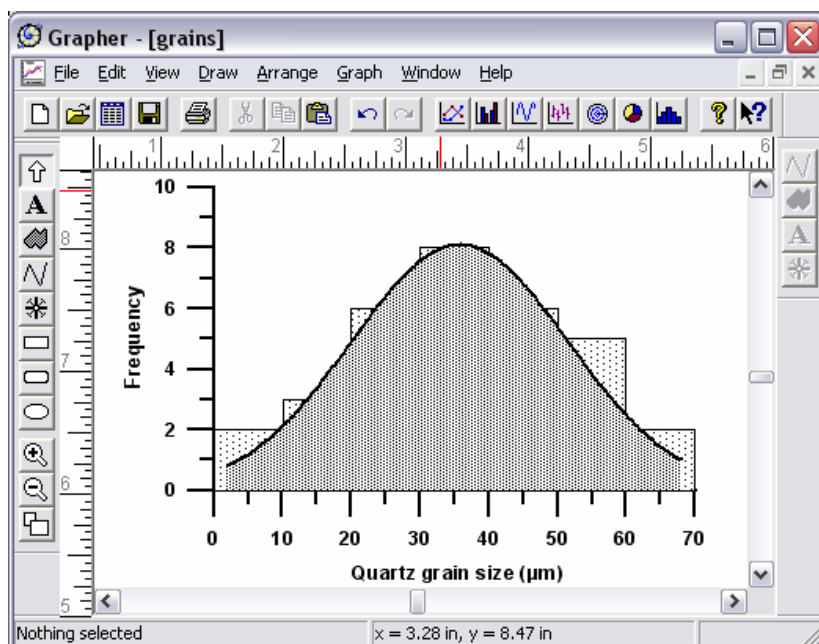 Grapher - [grains]
File Edit View Draw Arrange Graph Window Help
A
1 2 3 4 5 6
8
7
6
5
10
8
6
4
2
0
Frequency
0 10 20 30 40 50 60 70
Quartz grain size (µm)
A
Nothing selected x = 3.28 in, y = 8.47 in